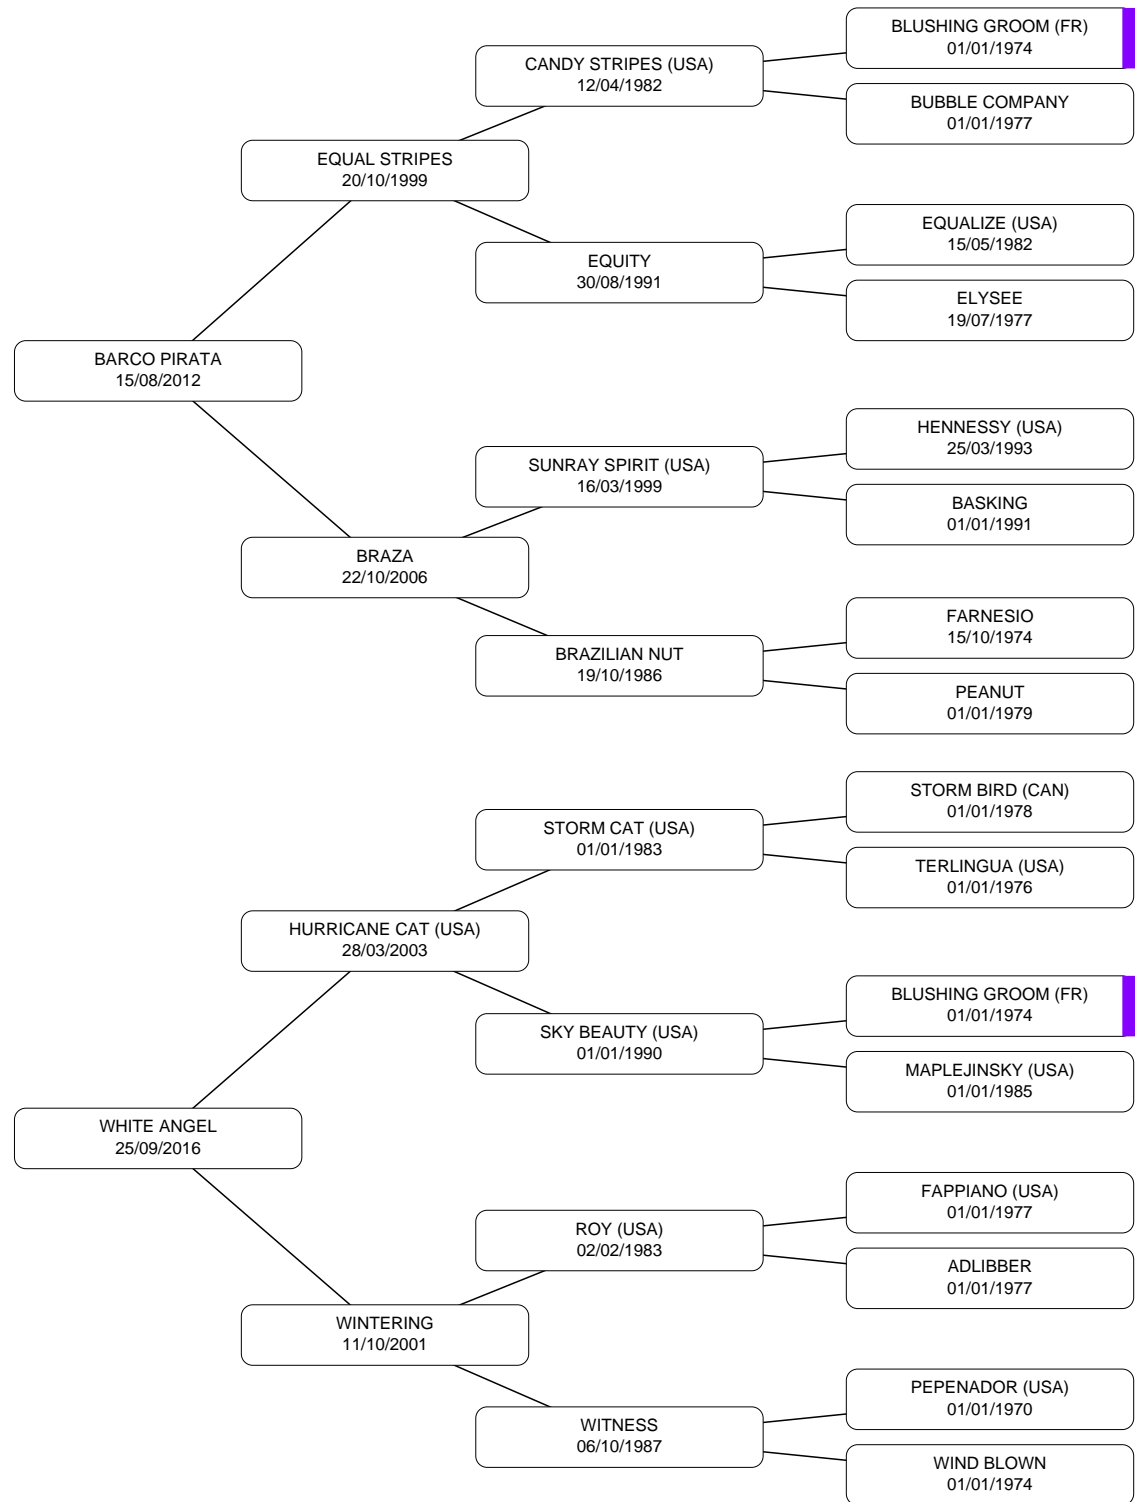 BLUSHING GROOM (FR)
01/01/1974
CANDY STRIPES (USA)
12/04/1982
BUBBLE COMPANY
01/01/1977
EQUAL STRIPES
20/10/1999
EQUALIZE (USA)
15/05/1982
EQUITY
30/08/1991
ELYSEE
19/07/1977
BARCO PIRATA
15/08/2012
HENNESSY (USA)
25/03/1993
SUNRAY SPIRIT (USA)
16/03/1999
BASKING
01/01/1991
BRAZA
22/10/2006
FARNESIO
15/10/1974
BRAZILIAN NUT
19/10/1986
PEANUT
01/01/1979
STORM BIRD (CAN)
01/01/1978
STORM CAT (USA)
01/01/1983
TERLINGUA (USA)
01/01/1976
HURRICANE CAT (USA)
28/03/2003
BLUSHING GROOM (FR)
01/01/1974
SKY BEAUTY (USA)
01/01/1990
MAPLEJINSKY (USA)
01/01/1985
WHITE ANGEL
25/09/2016
FAPPIANO (USA)
01/01/1977
ROY (USA)
02/02/1983
ADLIBBER
01/01/1977
WINTERING
11/10/2001
PEPENADOR (USA)
01/01/1970
WITNESS
06/10/1987
WIND BLOWN
01/01/1974